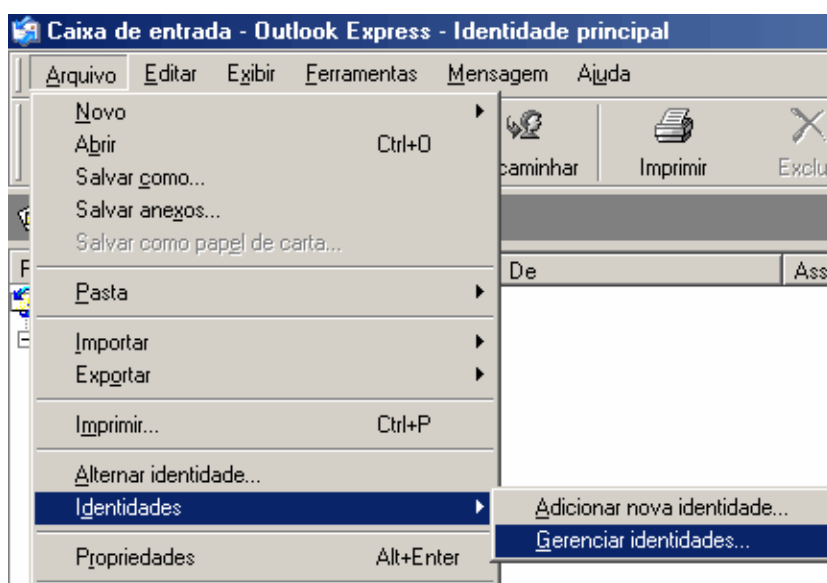 Caixa de entrada - Outlook Express - Identidade principal
Arquivo Editar Exibir Ferramentas Mensagem Ajuda
Novo
Abrir Ctrl+O
Salvar como...
Salvar anexos...
Salvar como papel de carta...
Pasta
Importar
Exportar
Imprimir... Ctrl+P
Alternar identidade...
Identidades
Propriedades Alt+Enter
caminhar Imprimir Exclu
De Ass
Adicionar nova identidade...
Gerenciar identidades...